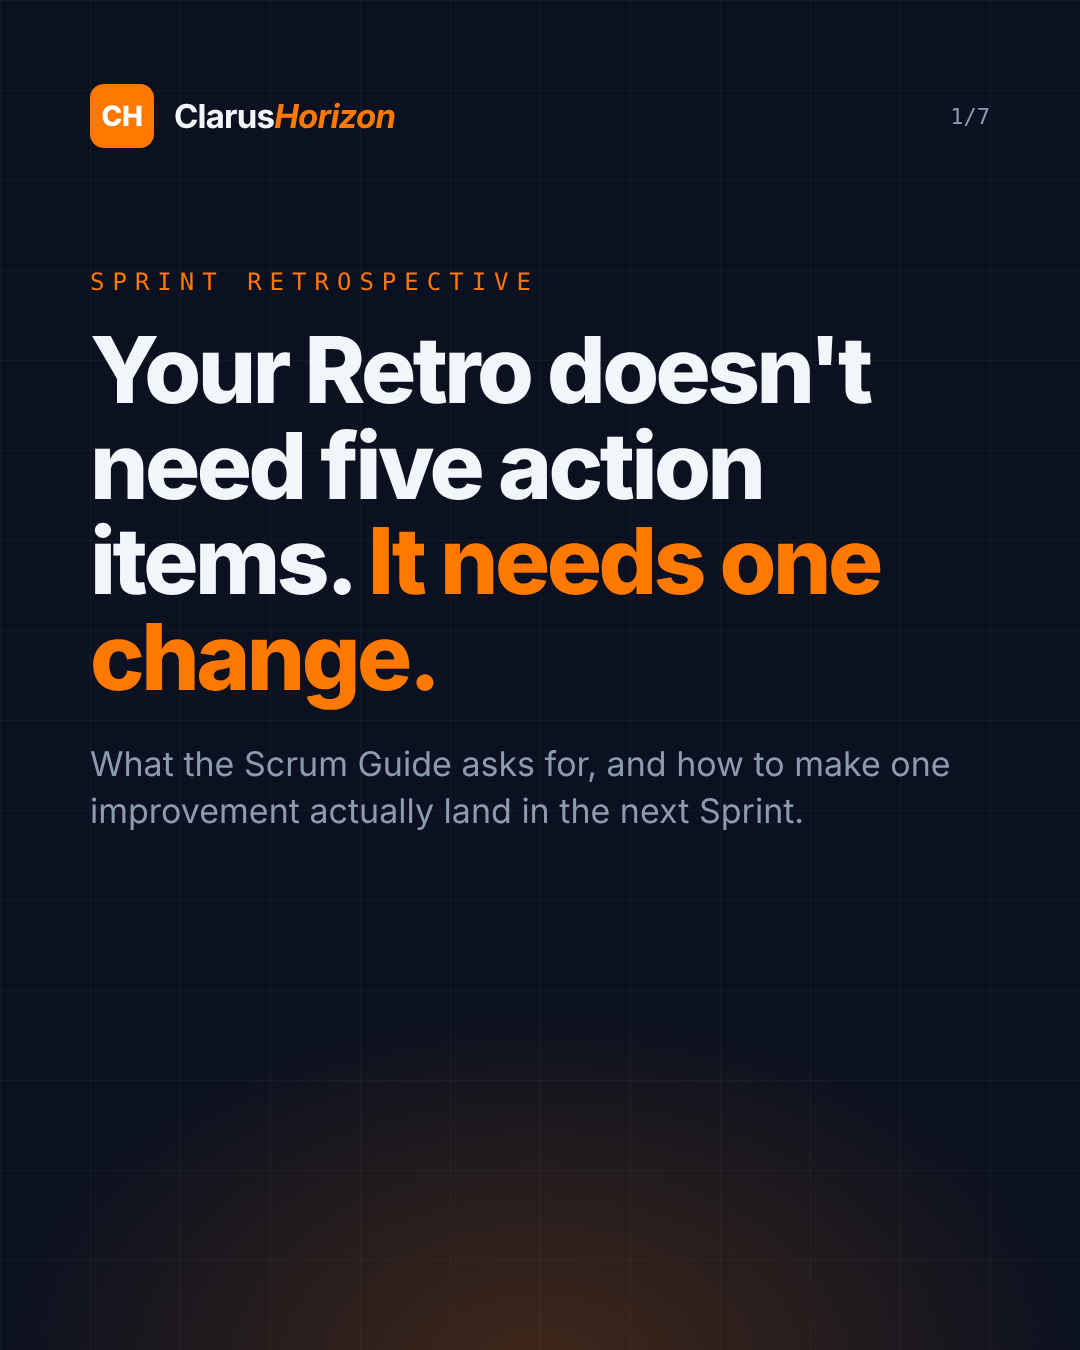 CH ClarusHorizon
1/7
SPRINT RETROSPECTIVE
Your Retro doesn't
need five action
items. It needs one
change.
What the Scrum Guide asks for, and how to make one
improvement actually land in the next Sprint.